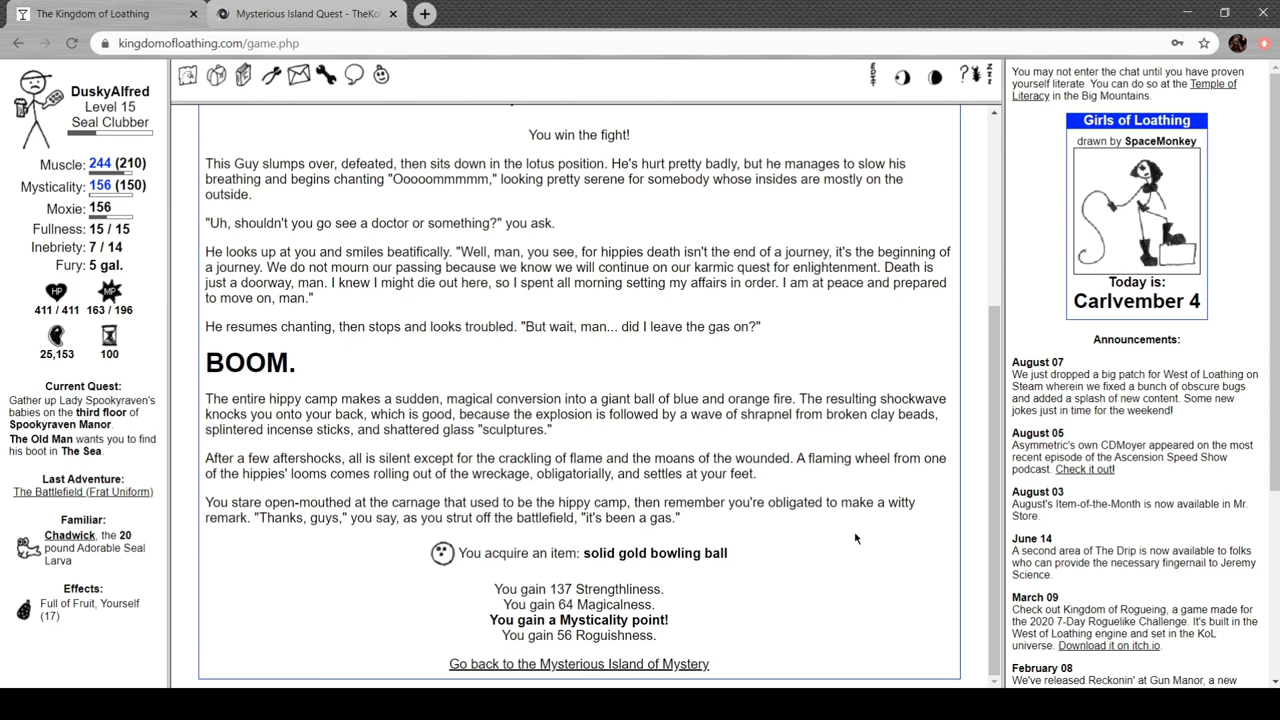 The Kingdom of Loathing
Mysterious Island Quest - TheKol
kingdomofloathing.com/game.php
DuskyAlfred
Level 15
Seal Clubber
Muscle: 244 (210)
Mysticality: 156 (150)
Moxie: 156
Fullness: 15 / 15
Inebriety: 7 / 14
Fury: 5 gal.
HP MP
411 / 411 163 / 196
25,153 100
Current Quest:
Gather up Lady Spookyraven's
babies on the third floor of
Spookyraven Manor.
The Old Man wants you to find
his boot in The Sea.
Last Adventure:
The Battlefield (Frat Uniform)
Familiar:
Chadwick, the 20
pound Adorable Seal
Larva
Effects:
Full of Fruit, Yourself
(17)
You win the fight!
This Guy slumps over, defeated, then sits down in the lotus position. He's hurt pretty badly, but he manages to slow his
breathing and begins chanting "Ooooommmmm," looking pretty serene for somebody whose insides are mostly on the
outside.
"Uh, shouldn't you go see a doctor or something?" you ask.
He looks up at you and smiles beatifically. "Well, man, you see, for hippies death isn't the end of a journey, it's the beginning of
a journey. We do not mourn our passing because we know we will continue on our karmic quest for enlightenment. Death is
just a doorway, man. I knew I might die out here, so I spent all morning setting my affairs in order. I am at peace and prepared
to move on, man."
He resumes chanting, then stops and looks troubled. "But wait, man... did I leave the gas on?"
BOOM.
The entire hippy camp makes a sudden, magical conversion into a giant ball of blue and orange fire. The resulting shockwave
knocks you onto your back, which is good, because the explosion is followed by a wave of shrapnel from broken clay beads,
splintered incense sticks, and shattered glass "sculptures."
After a few aftershocks, all is silent except for the crackling of flame and the moans of the wounded. A flaming wheel from one
of the hippies' looms comes rolling out of the wreckage, obligatorially, and settles at your feet.
You stare open-mouthed at the carnage that used to be the hippy camp, then remember you're obligated to make a witty
remark. "Thanks, guys," you say, as you strut off the battlefield, "it's been a gas."
You acquire an item: solid gold bowling ball
You gain 137 Strengthliness.
You gain 64 Magicalness.
You gain a Mysticality point!
You gain 56 Roguishness.
Go back to the Mysterious Island of Mystery
You may not enter the chat until you have proven
yourself literate. You can do so at the Temple of
Literacy in the Big Mountains.
Girls of Loathing
drawn by SpaceMonkey
Today is:
Carlvember 4
Announcements:
August 07
We just dropped a big patch for West of Loathing on
Steam wherein we fixed a bunch of obscure bugs
and added a splash of new content. Some new
jokes just in time for the weekend!
August 05
Asymmetric's own CDMoyer appeared on the most
recent episode of the Ascension Speed Show
podcast. Check it out!
August 03
August's Item-of-the-Month is now available in Mr.
Store.
June 14
A second area of The Drip is now available to folks
who can provide the necessary fingernail to Jeremy
Science.
March 09
Check out Kingdom of Rogueing, a game made for
the 2020 7-Day Roguelike Challenge. It's built in the
West of Loathing engine and set in the KoL
universe. Download it on itch.io.
February 08
We've released Reckonin' at Gun Manor, a new